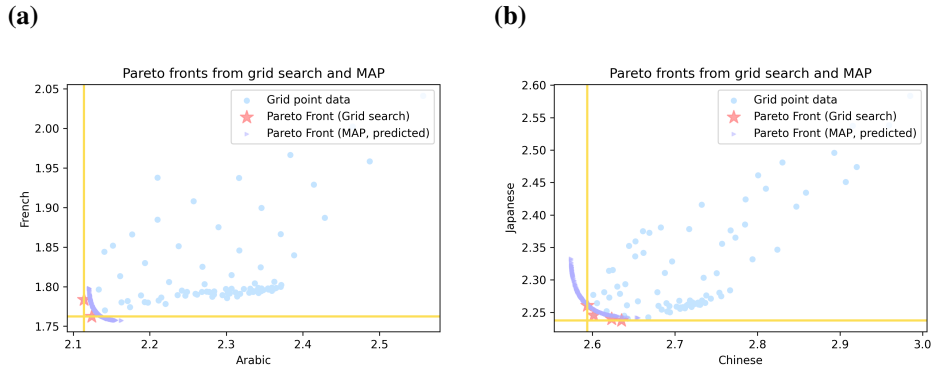 (a)
Pareto fronts from grid search and MAP
Grid point data
Pareto Front (Grid search)
Pareto Front (MAP, predicted)
French
2.05
2.00
1.95
1.90
1.85
1.80
1.75
2.1
2.2
2.3
2.4
2.5
Arabic
(b)
Pareto fronts from grid search and MAP
Grid point data
Pareto Front (Grid search)
Pareto Front (MAP, predicted)
Japanese
2.60
2.55
2.50
2.45
2.40
2.35
2.30
2.25
2.6
2.7
2.8
2.9
3.0
Chinese